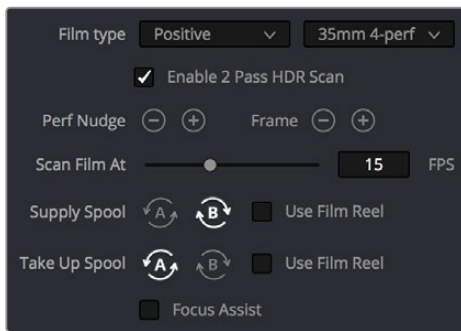 Film type Positive 35mm 4-perf
Enable 2 Pass HDR Scan
Perf Nudge Frame
Scan Film At 15 FPS
Supply Spool A B Use Film Reel
Take Up Spool A B Use Film Reel
Focus Assist